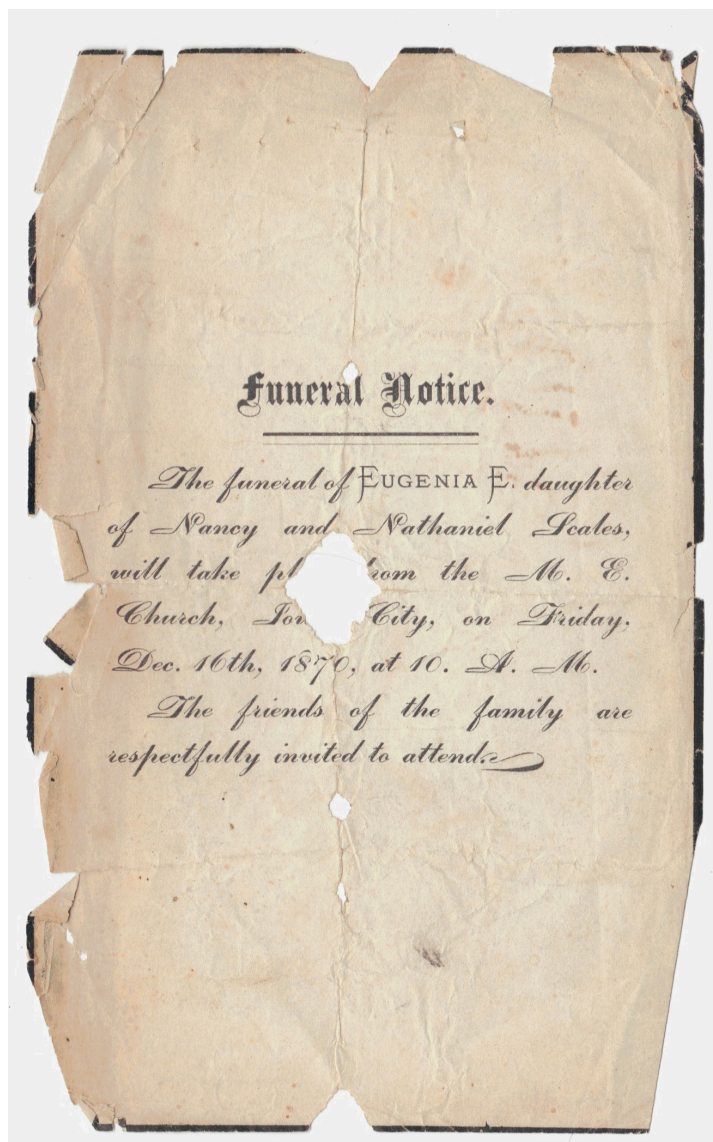 Funeral Notice.
The funeral of EUGENIA E. daughter
of Nancy and Nathaniel Scales,
will take the M. E.
Church, City, on Friday,
Dec. 16th, 1870, at 10. A. M.
The friends of the family are
respectfully invited to attend.